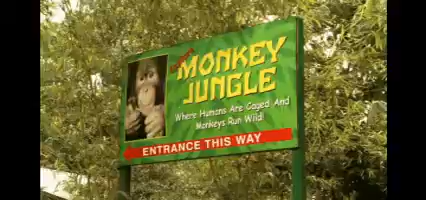 MONKEY
JUNGLE
Where Humans Are Caged And
Monkeys Run Wild!
ENTRANCE THIS WAY